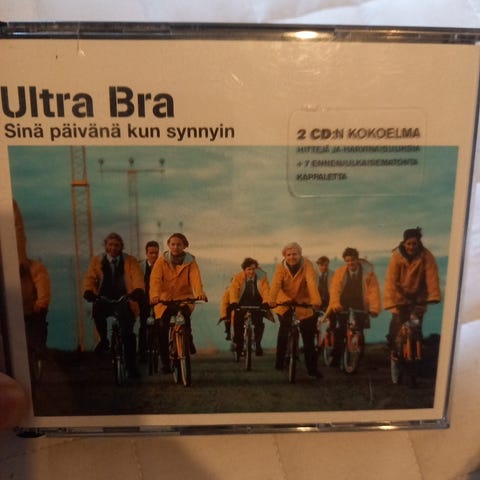 Ultra Bra
Sinä päivänä kun synnyin
2 CD:N KOKOELMA
HITTEJÄ JA HARVINAISUUKSIA
+ 7 ENNENJULKAISEMATONTA
KAPPALETTA